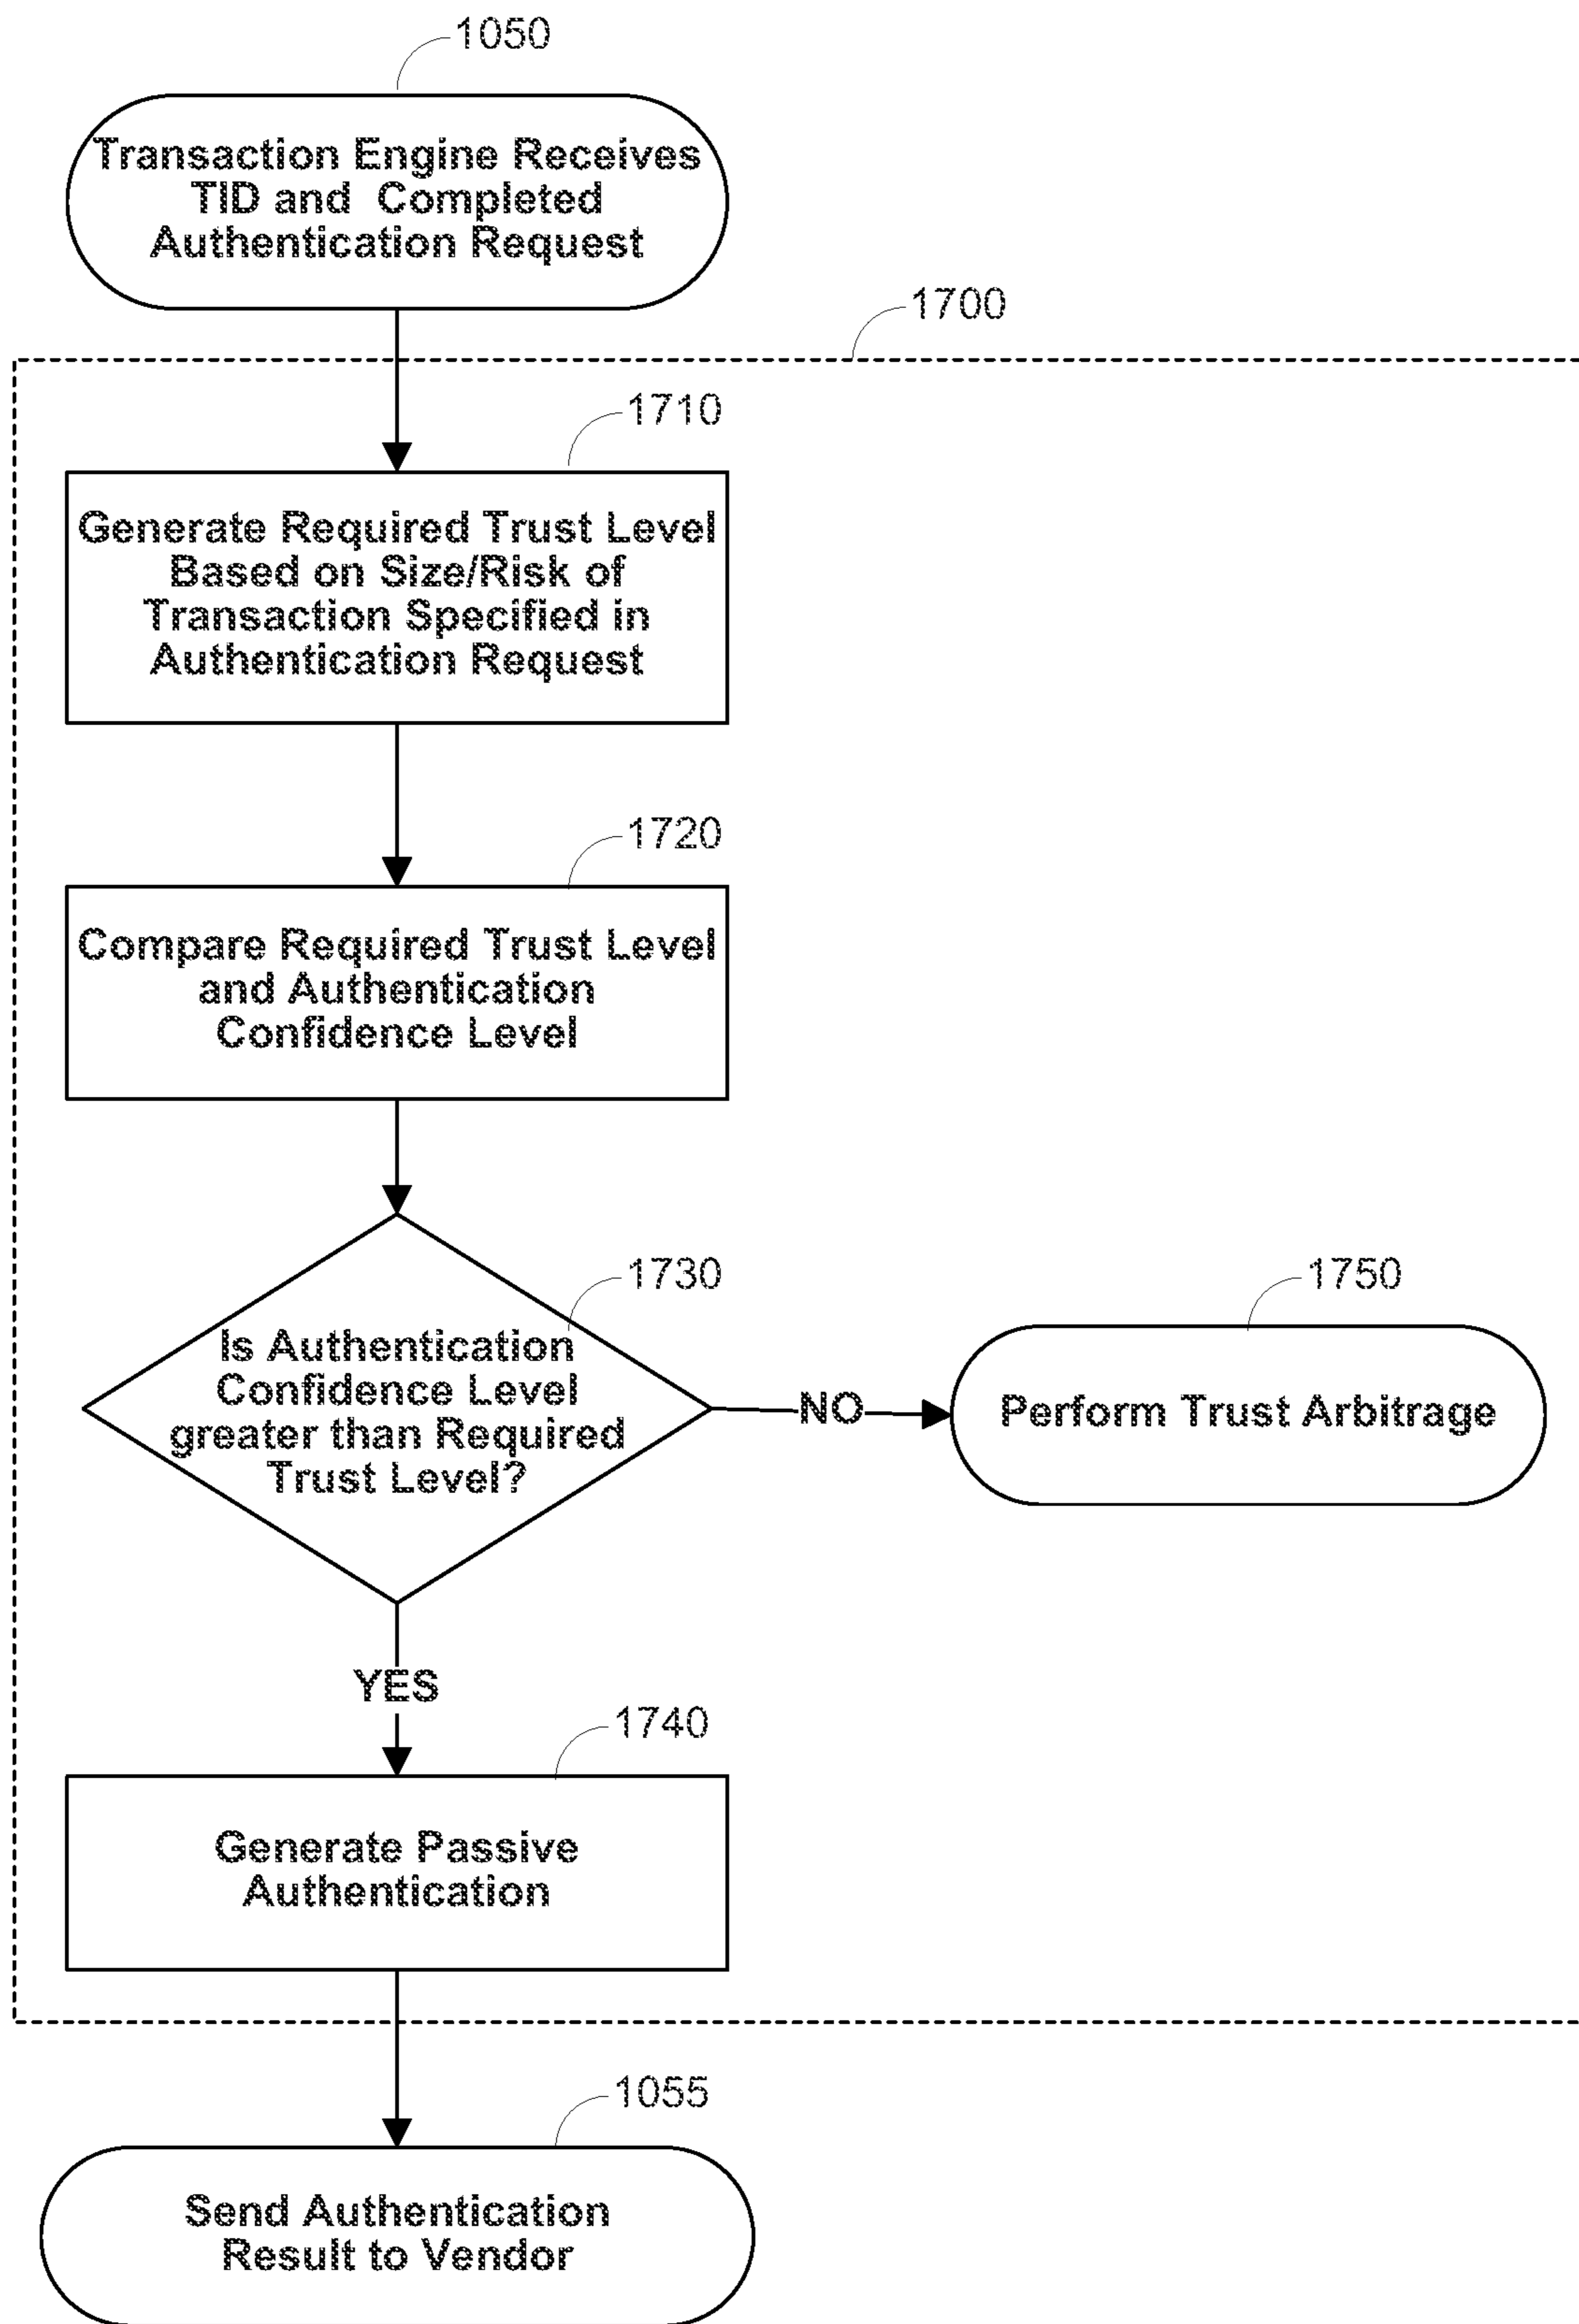 1050
Transaction Engine Receives
TID and Completed
Authentication Request
1700
1710
Generate Required Trust Level
Based on Size/Risk of
Transaction Specified in
Authentication Request
1720
Compare Required Trust Level
and Authentication
Confidence Level
1730
Is Authentication
Confidence Level
greater than Required
Trust Level?
NO
1750
Perform Trust Arbitrage
YES
1740
Generate Passive
Authentication
1055
Send Authentication
Result to Vendor